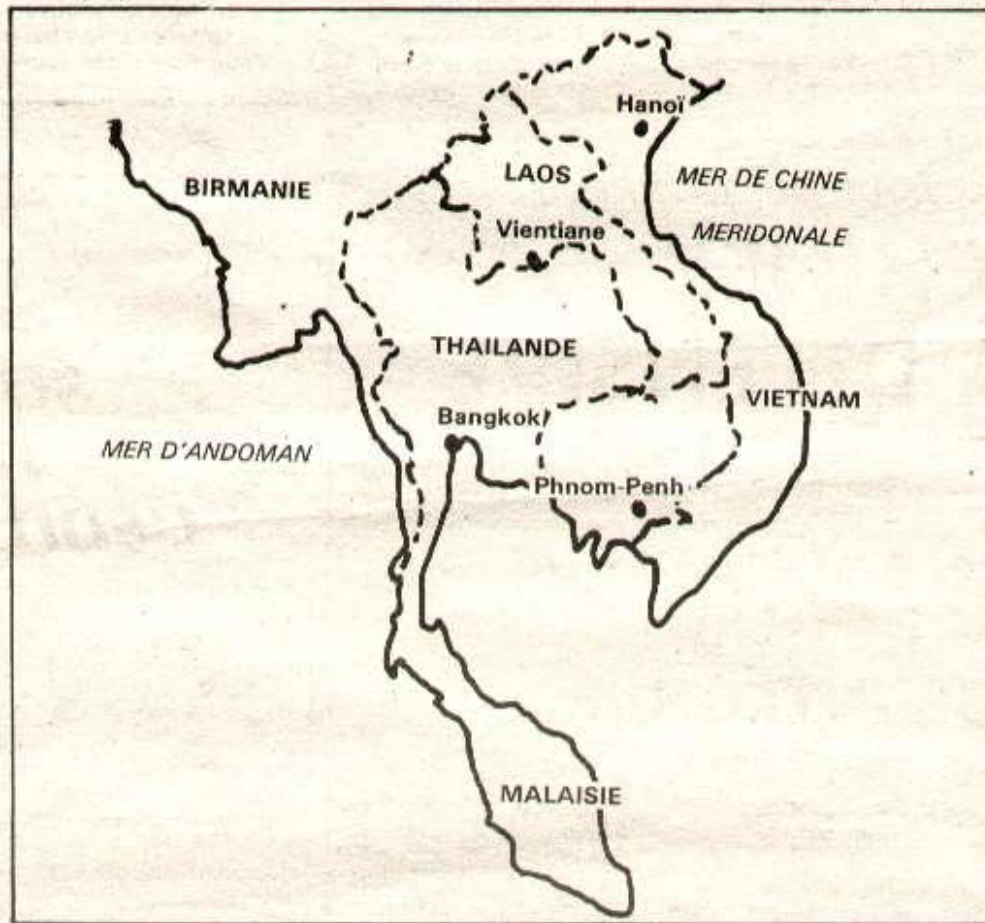 Hanoï
LAOS
MER DE CHINE
BIRMANIE
Vientiane
MERIDONALE
THAILANDE
VIETNAM
Bangkok
MER D'ANDOMAN
Phnom-Penh
MALAISIE